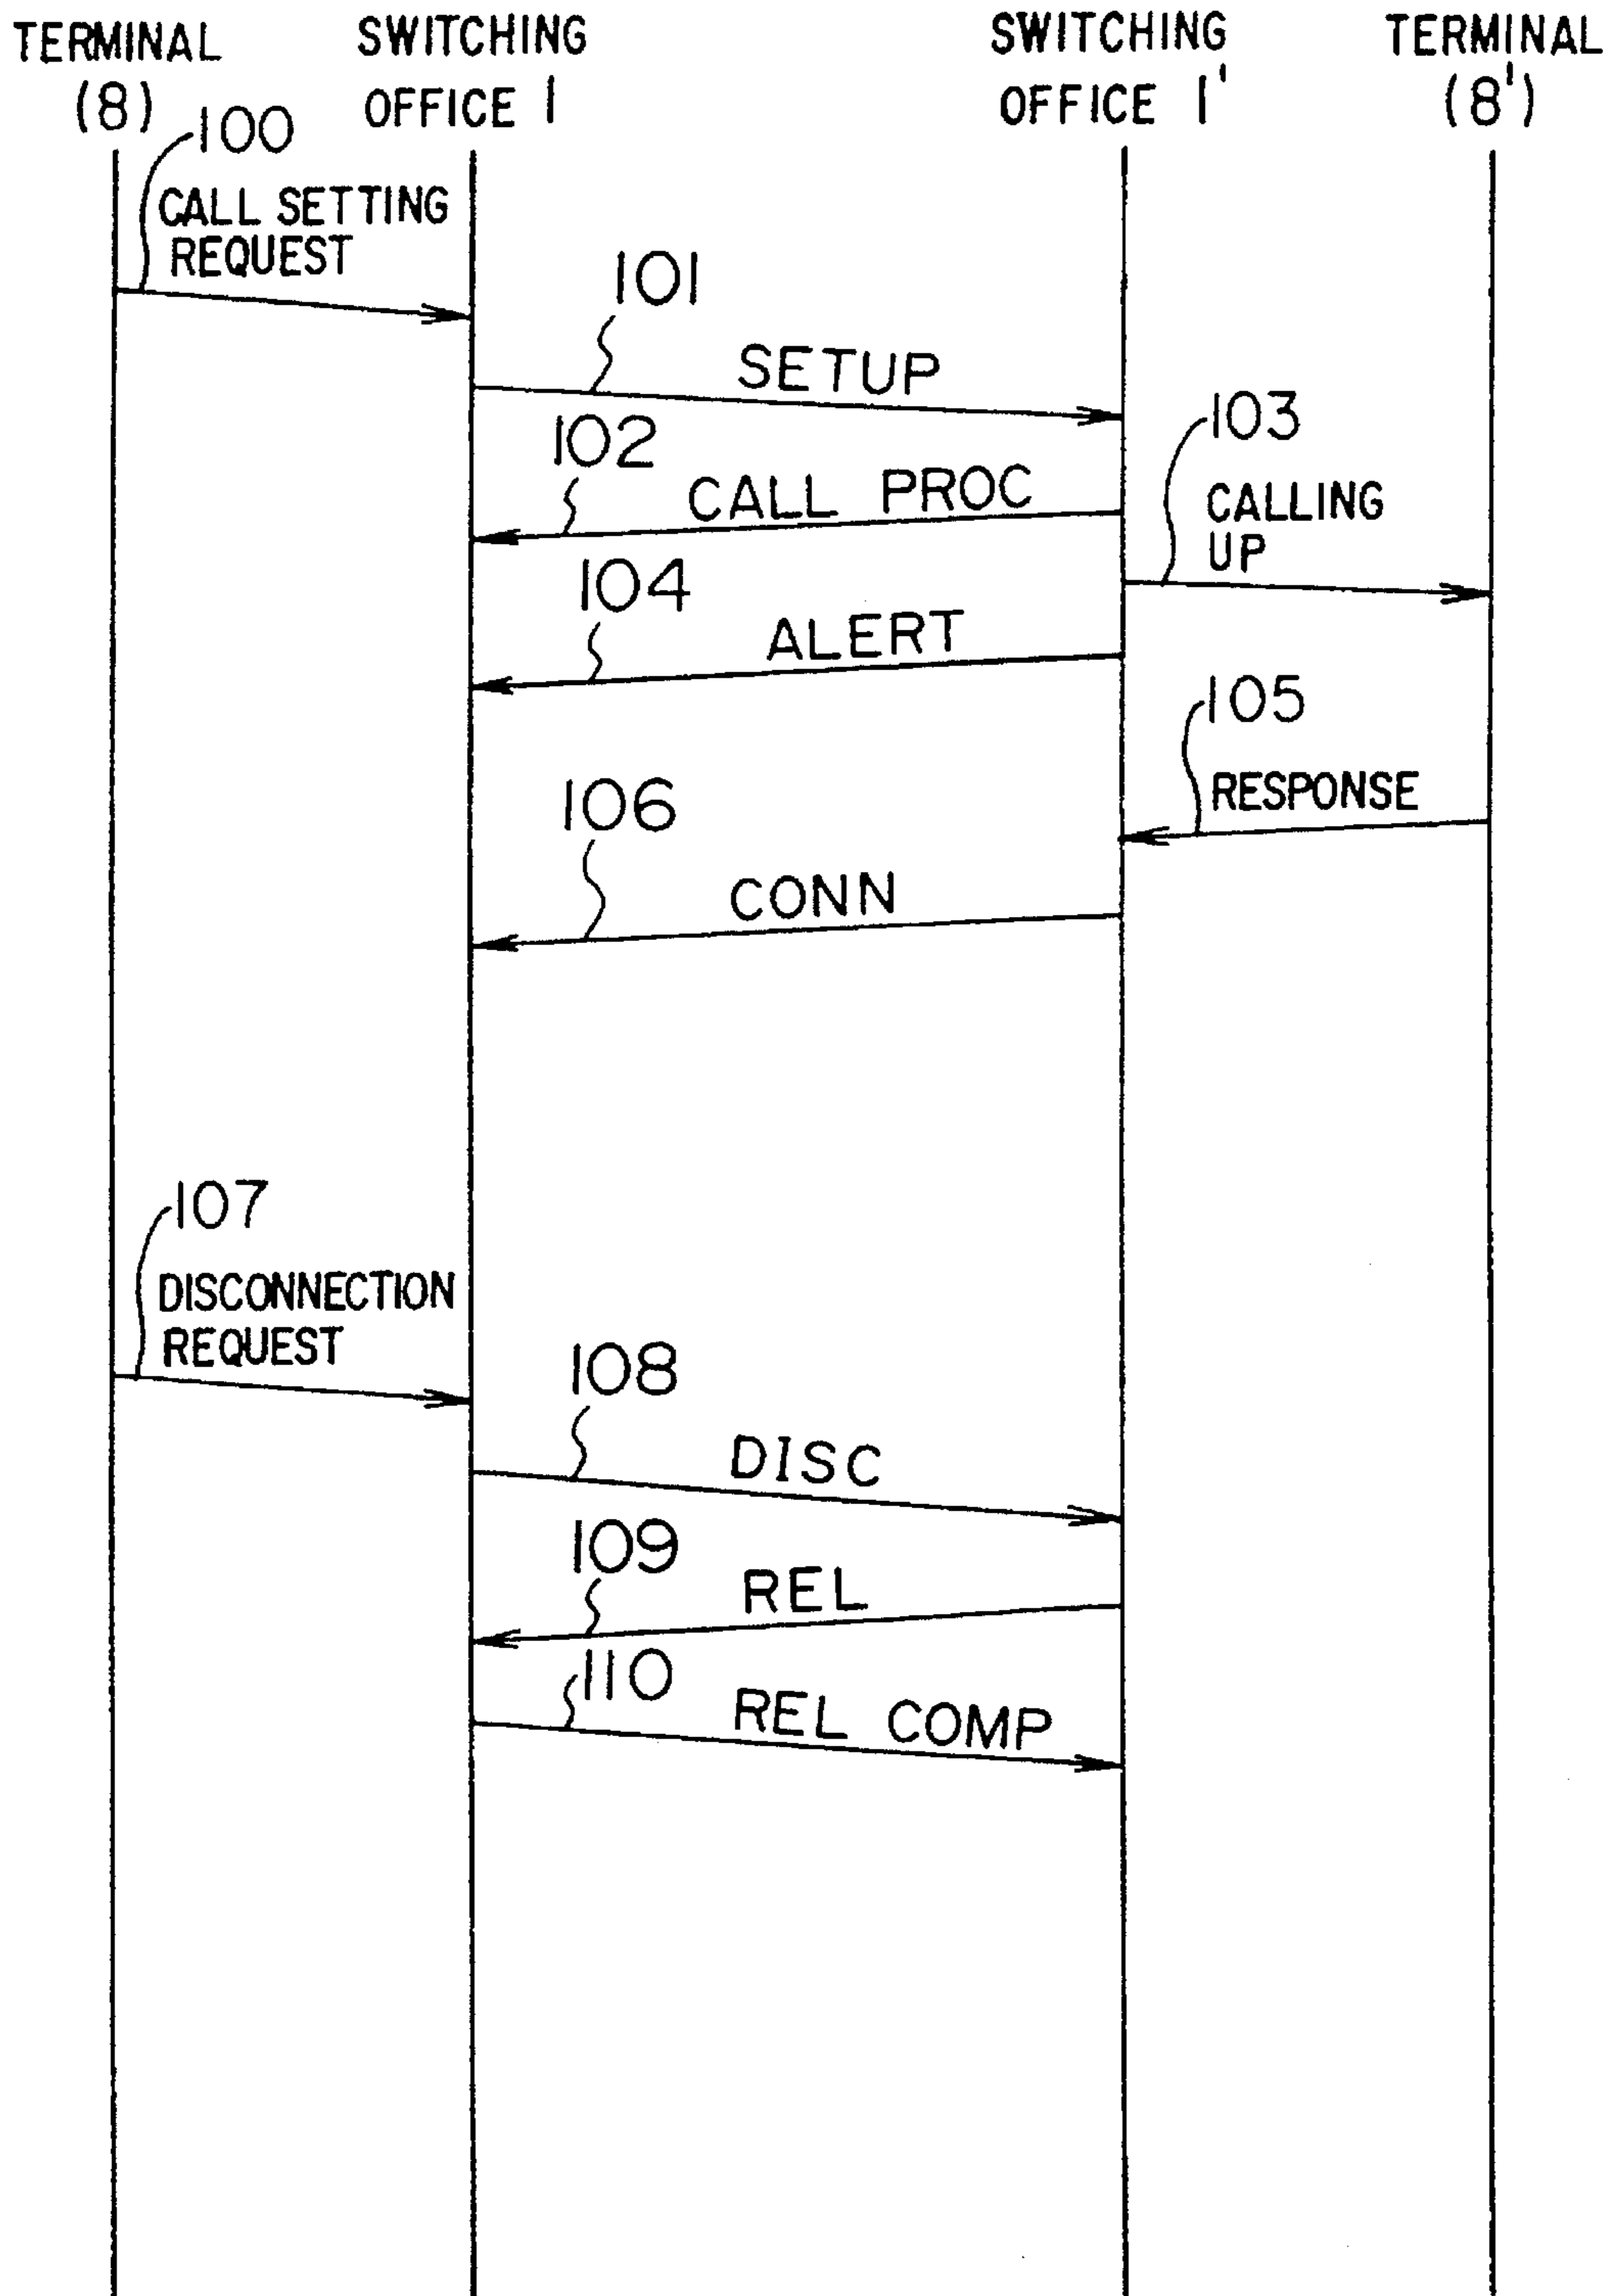 TERMINAL
(8)
SWITCHING
OFFICE 1
SWITCHING
OFFICE 1'
TERMINAL
(8')
100
CALL SETTING
REQUEST
101
SETUP
102
CALL PROC
103
CALLING
UP
104
ALERT
105
RESPONSE
106
CONN
107
DISCONNECTION
REQUEST
108
DISC
109
REL
110
REL COMP